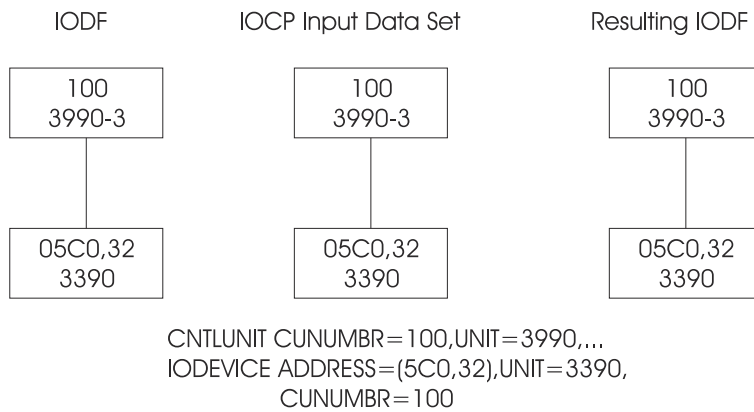 IODF IOCP Input Data Set Resulting IODF
100 100 100
3990-3 3990-3 3990-3
05C0,32 05C0,32 05C0,32
3390 3390 3390
CNTLUNIT CUNUMBR=100,UNIT=3990,...
IODEVICE ADDRESS=(5C0,32),UNIT=3390,
CUNUMBR=100